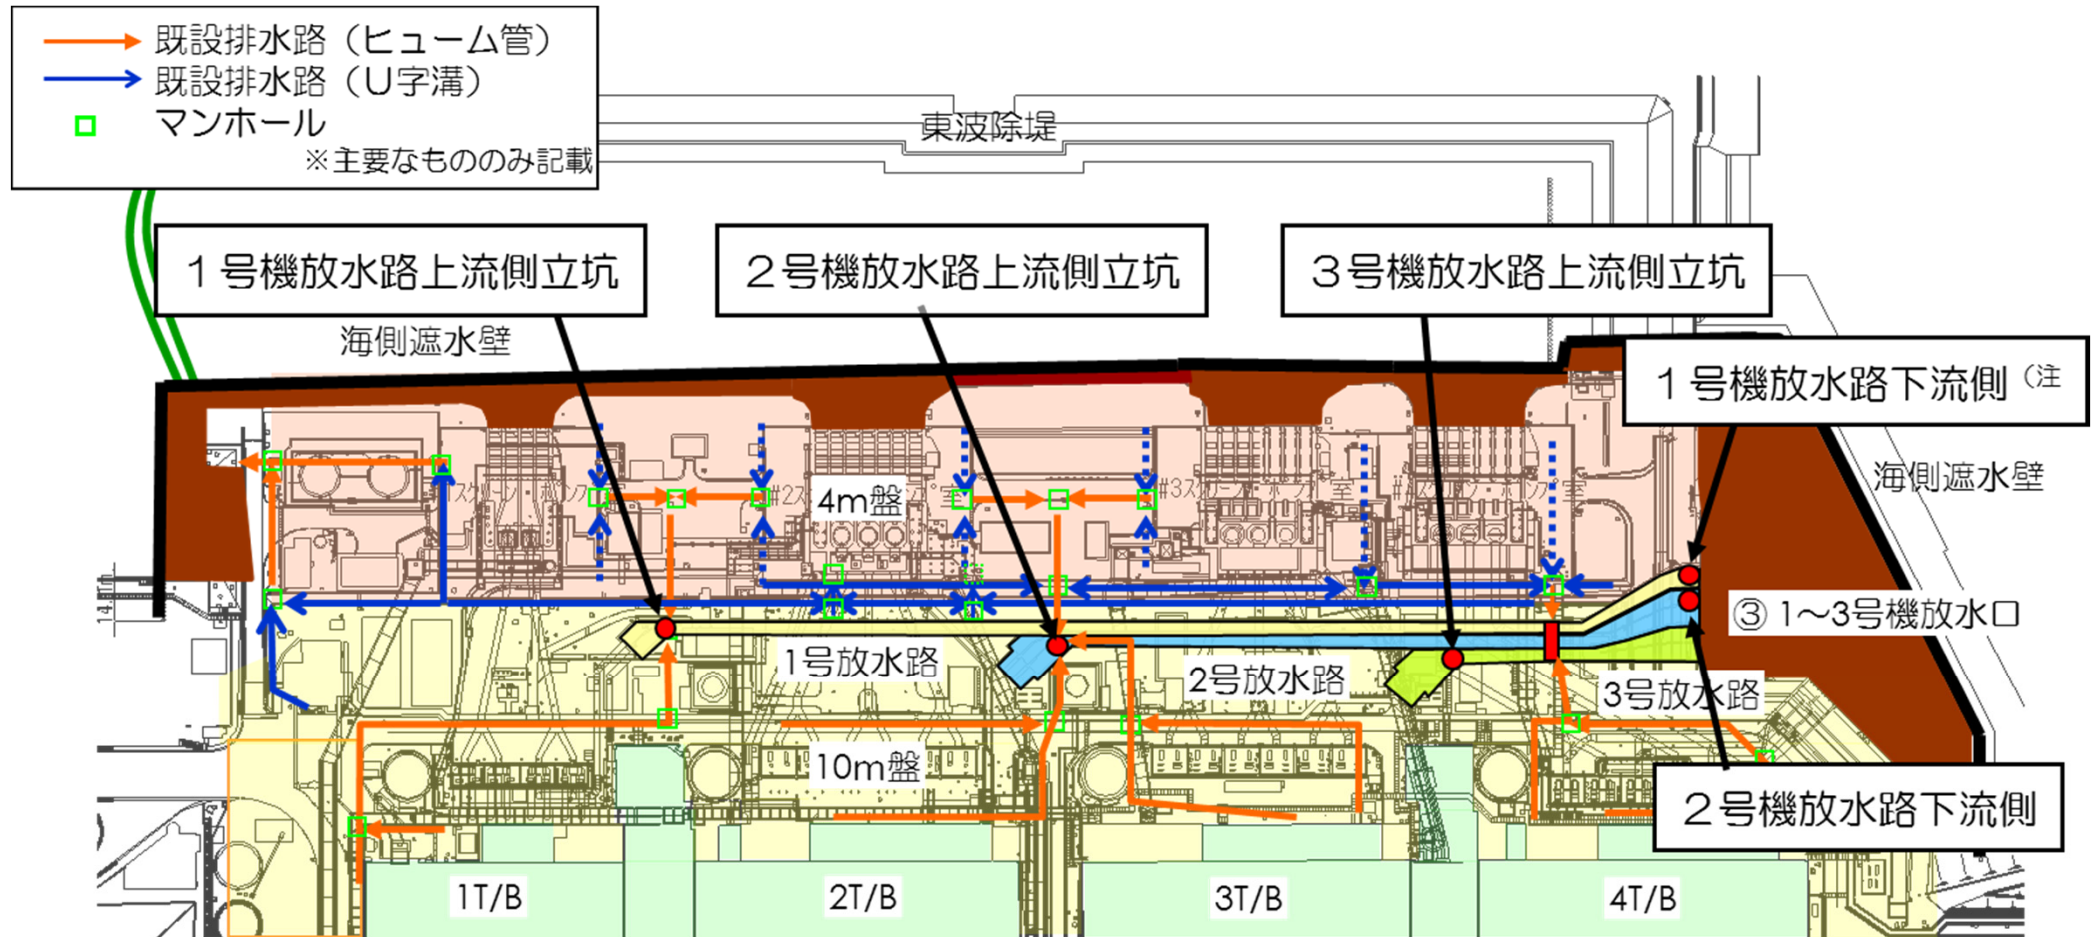 既設排水路（ヒューム管）
既設排水路（U字溝）
マンホール
※主要なもののみ記載
東波除堤
１号機放水路上流側立坑
２号機放水路上流側立坑
３号機放水路上流側立坑
海側遮水壁
１号機放水路下流側（注
海側遮水壁
4m盤
③ 1～3号機放水口
1号放水路
2号放水路
3号放水路
10m盤
２号機放水路下流側
1T/B
2T/B
3T/B
4T/B